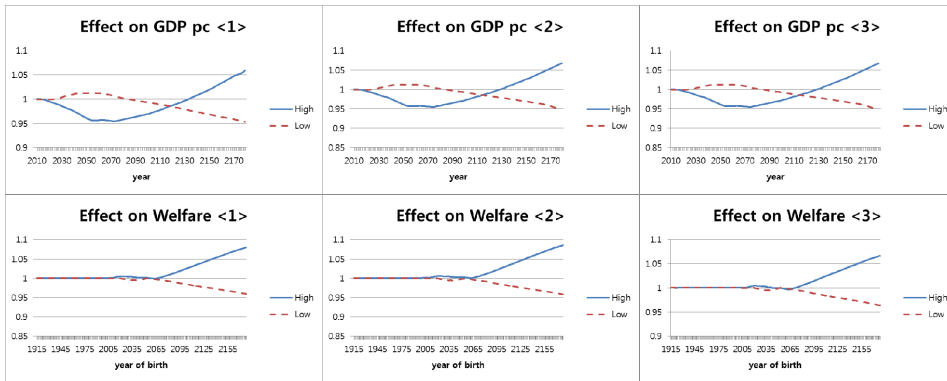 Effect on GDP pc <1>
1.1
1.05
1
0.95
0.9
2010 2030 2050 2070 2090 2110 2130 2150 2170
year
High
Low
Effect on GDP pc <2>
1.1
1.05
1
0.95
0.9
0.85
2010 2030 2050 2070 2090 2110 2130 2150 2170
year
High
Low
Effect on GDP pc <3>
1.1
1.05
1
0.95
0.9
0.85
2010 2030 2050 2070 2090 2110 2130 2150 2170
year
High
Low
Effect on Welfare <1>
1.1
1.05
1
0.95
0.9
0.85
1915 1945 1975 2005 2035 2065 2095 2125 2155
year of birth
High
Low
Effect on Welfare <2>
1.1
1.05
1
0.95
0.9
0.85
1915 1945 1975 2005 2035 2065 2095 2125 2155
year of birth
High
Low
Effect on Welfare <3>
1.1
1.05
1
0.95
0.9
1915 1945 1975 2005 2035 2065 2095 2125 2155
year of birth
High
Low